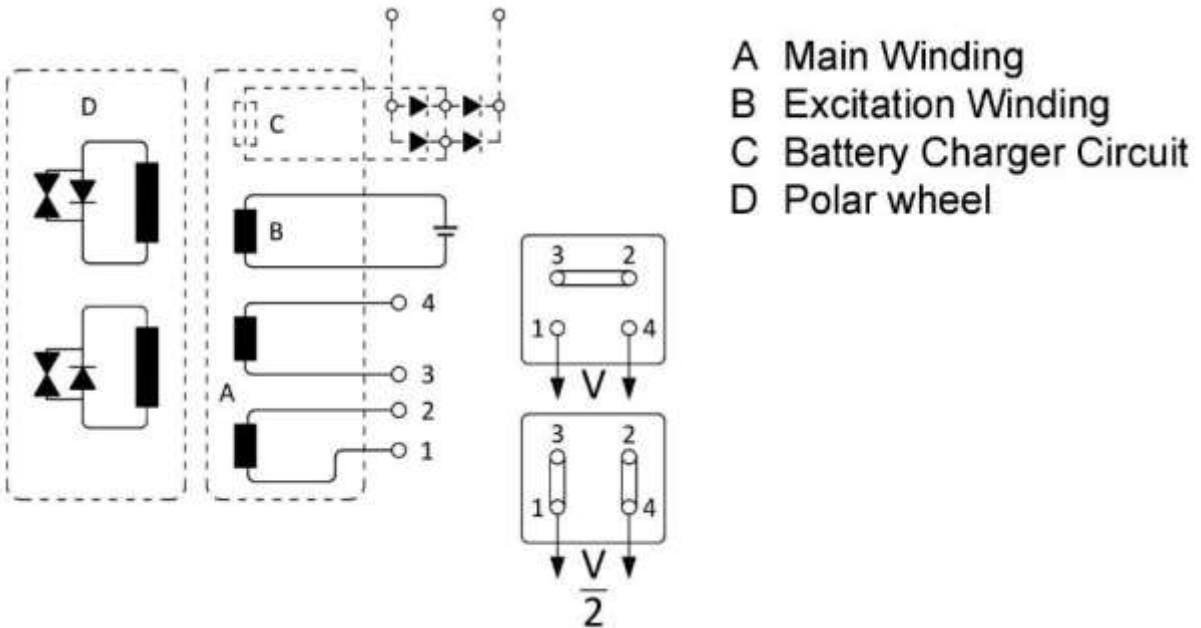 A Main Winding
B Excitation Winding
C Battery Charger Circuit
D Polar wheel
D
C
B
4
3
A
2
1
3 2
1 4
V
3 2
1 4
V
2